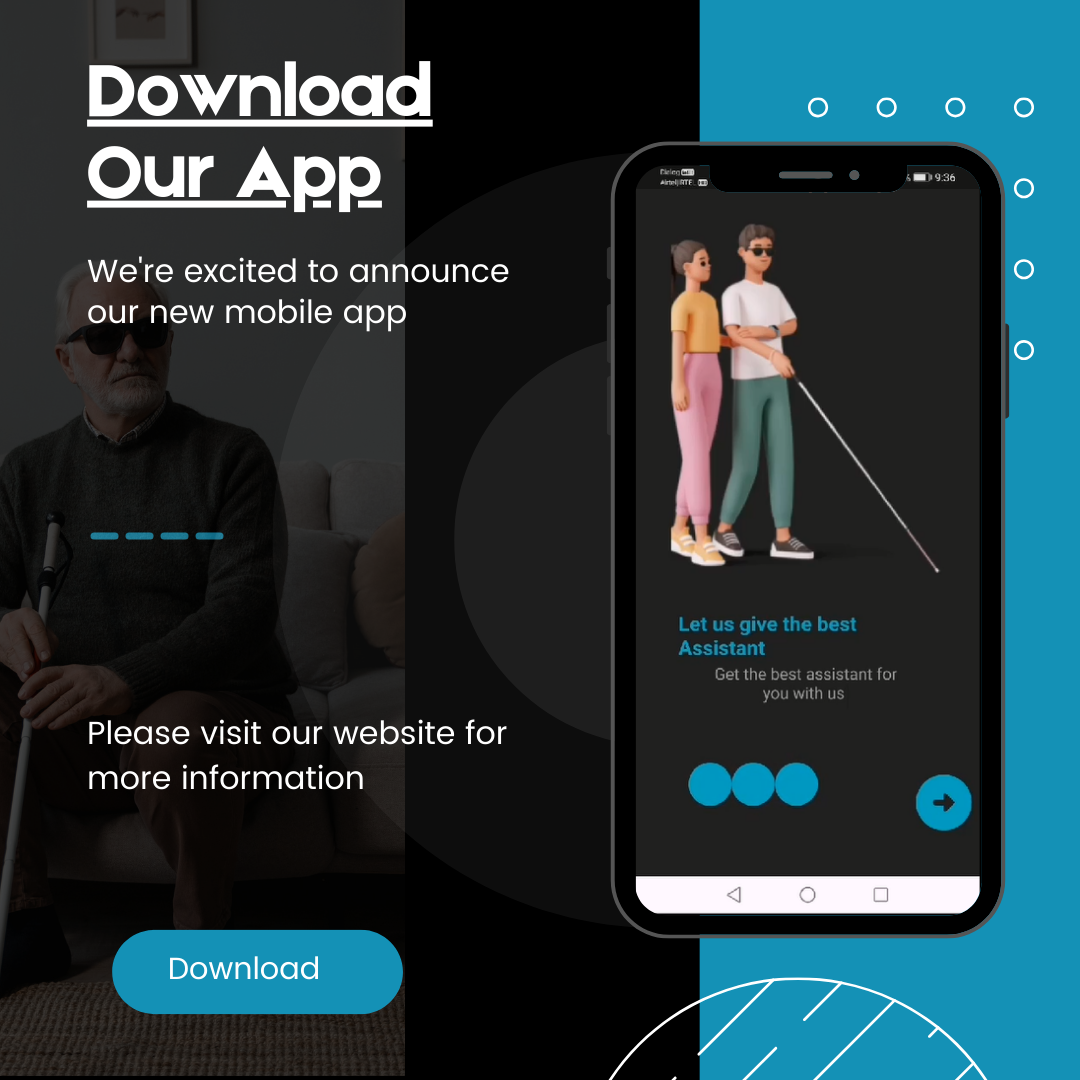 Download
Our App
We're excited to announce
our new mobile app
Please visit our website for
more information
Download
Dialog
Airtel|RTEL
9:36
Let us give the best
Assistant
Get the best assistant for
you with us